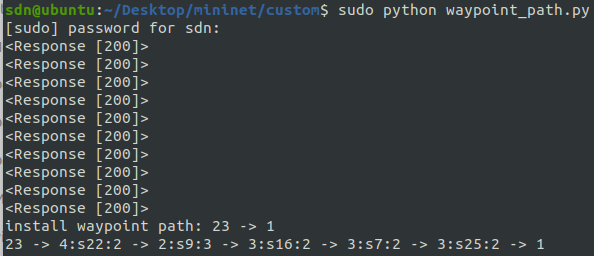 sdn@ubuntu:~/Desktop/mininet/custom$ sudo python waypoint_path.py
[sudo] password for sdn:
<Response [200]>
<Response [200]>
<Response [200]>
<Response [200]>
<Response [200]>
<Response [200]>
<Response [200]>
<Response [200]>
<Response [200]>
<Response [200]>
install waypoint path: 23 -> 1
23 -> 4:s22:2 -> 2:s9:3 -> 3:s16:2 -> 3:s7:2 -> 3:s25:2 -> 1